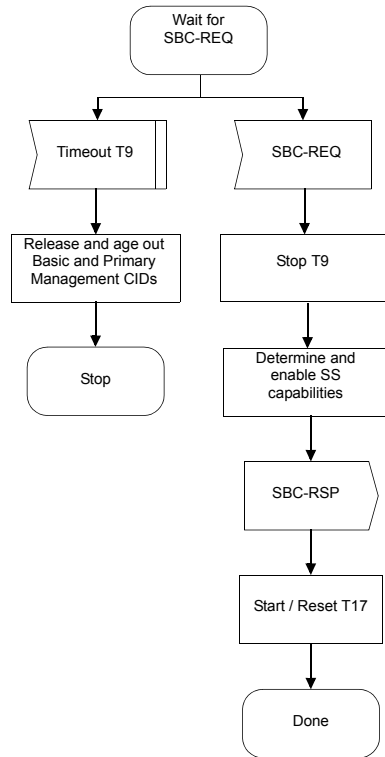 Wait for
SBC-REQ
Timeout T9
SBC-REQ
Release and age out
Basic and Primary
Management CIDs
Stop T9
Stop
Determine and
enable SS
capabilities
SBC-RSP
Start / Reset T17
Done